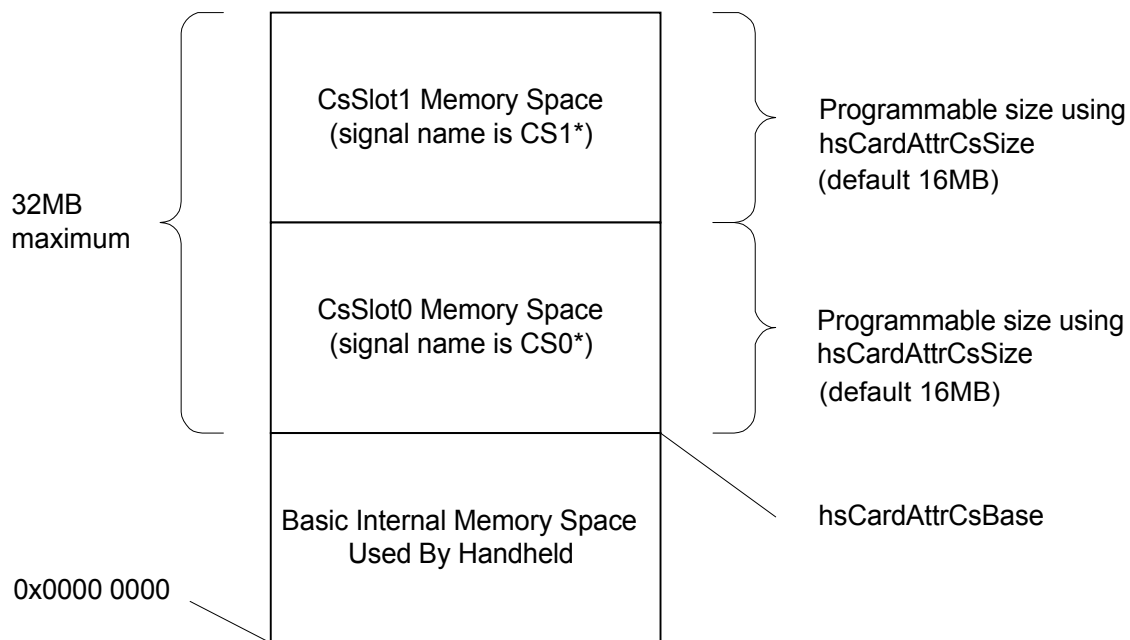 CsSlot1 Memory Space
(signal name is CS1*)
Programmable size using
hsCardAttrCsSize
(default 16MB)
32MB
maximum
CsSlot0 Memory Space
(signal name is CS0*)
Programmable size using
hsCardAttrCsSize
(default 16MB)
Basic Internal Memory Space
Used By Handheld
hsCardAttrCsBase
0x0000 0000